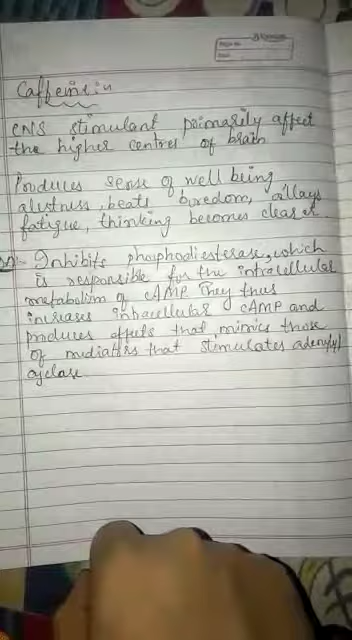 Caffeine:-
CNS stimulant primarily affect
the higher centres of brain
Produces sense of well being
alertness, beats boredom, allays
fatigue, thinking becomes clearer.
Inhibits phosphodiesterase, which
is responsible for the intracellular
metabolism of cAMP. They thus
increases intracellular cAMP and
produces effects that mimics those
of mediators that stimulates adenylyl
cyclase